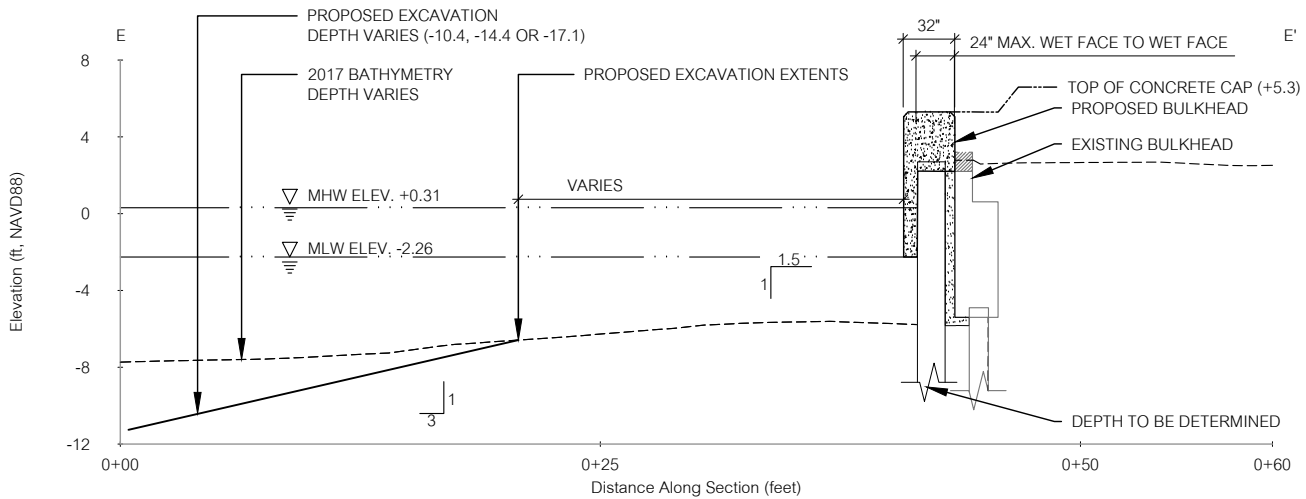 PROPOSED EXCAVATION
DEPTH VARIES (-10.4, -14.4 OR -17.1)
32"
E
24" MAX. WET FACE TO WET FACE
E'
8
2017 BATHYMETRY
DEPTH VARIES
PROPOSED EXCAVATION EXTENTS
TOP OF CONCRETE CAP (+5.3)
PROPOSED BULKHEAD
4
EXISTING BULKHEAD
VARIES
MHW ELEV. +0.31
0
MLW ELEV. -2.26
1.5
1
-4
Elevation (ft, NAVD88)
-8
1
3
DEPTH TO BE DETERMINED
-12
0+00
0+25
0+50
0+60
Distance Along Section (feet)